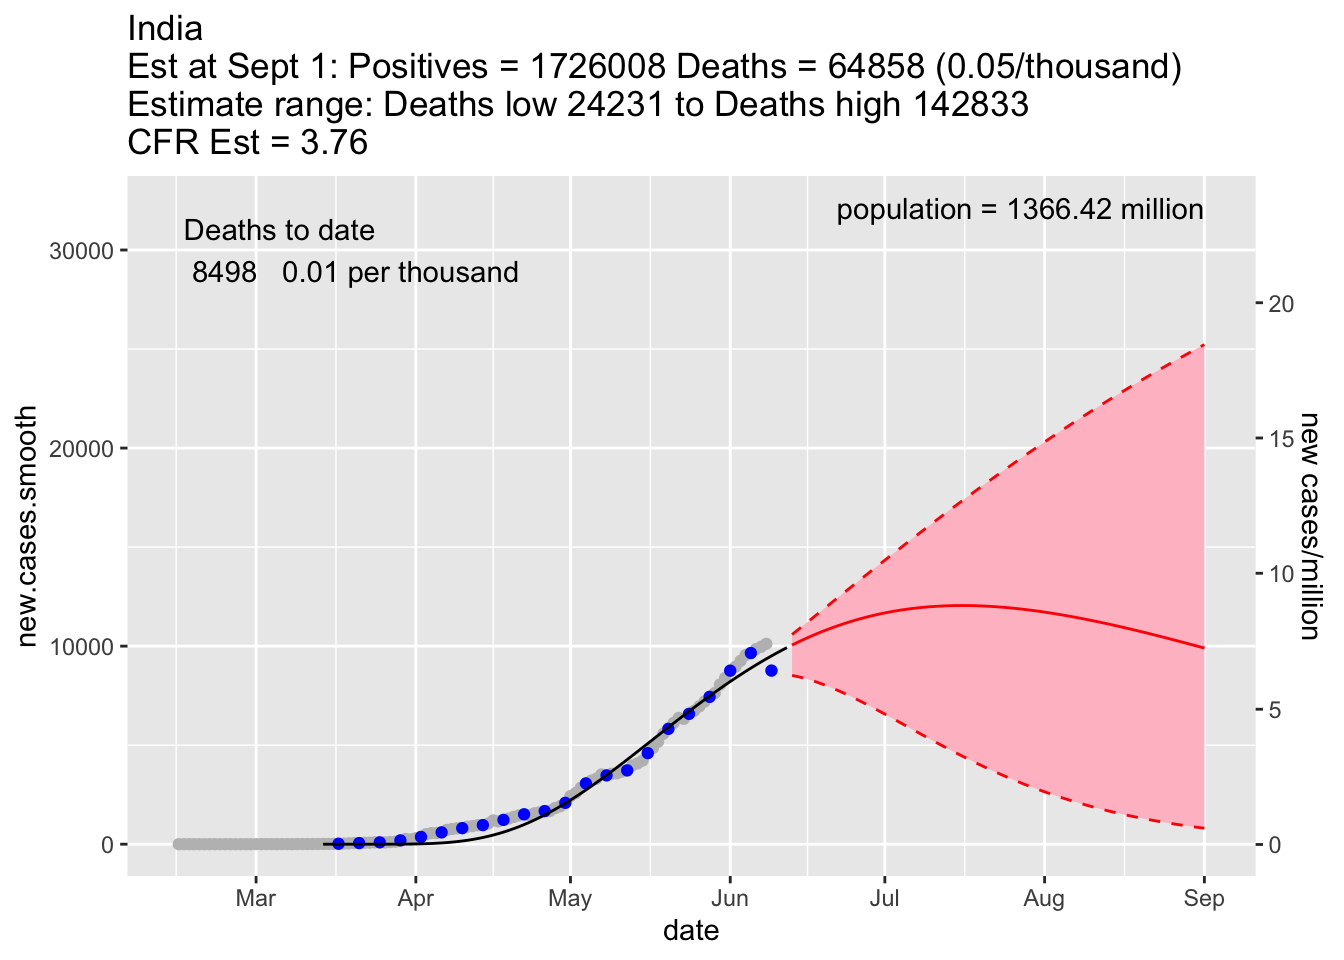 India
Est at Sept 1: Positives = 1726008 Deaths = 64858 (0.05/thousand)
Estimate range: Deaths low 24231 to Deaths high 142833
CFR Est = 3.76
population = 1366.42 million
Deaths to date
8498 0.01 per thousand
new.cases.smooth
30000
20000
10000
0
new cases/million
20
15
10
5
0
Mar Apr May Jun Jul Aug Sep
date